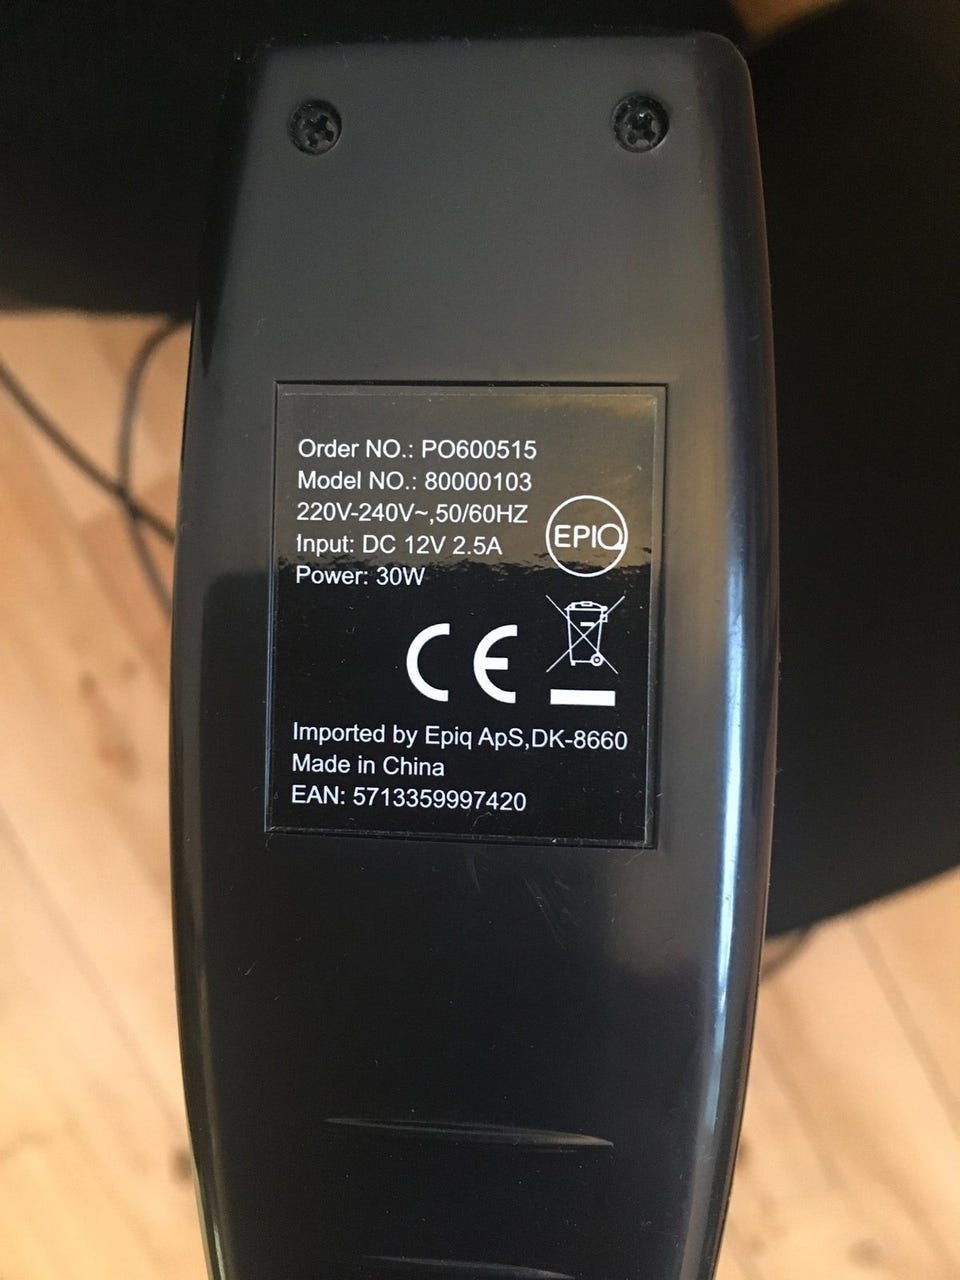 Order NO.: PO600515
Model NO.: 80000103
220V-240V~,50/60HZ
Input: DC 12V 2.5A
Power: 30W
EPIQ
CE
Imported by Epiq ApS,DK-8660
Made in China
EAN: 5713359997420